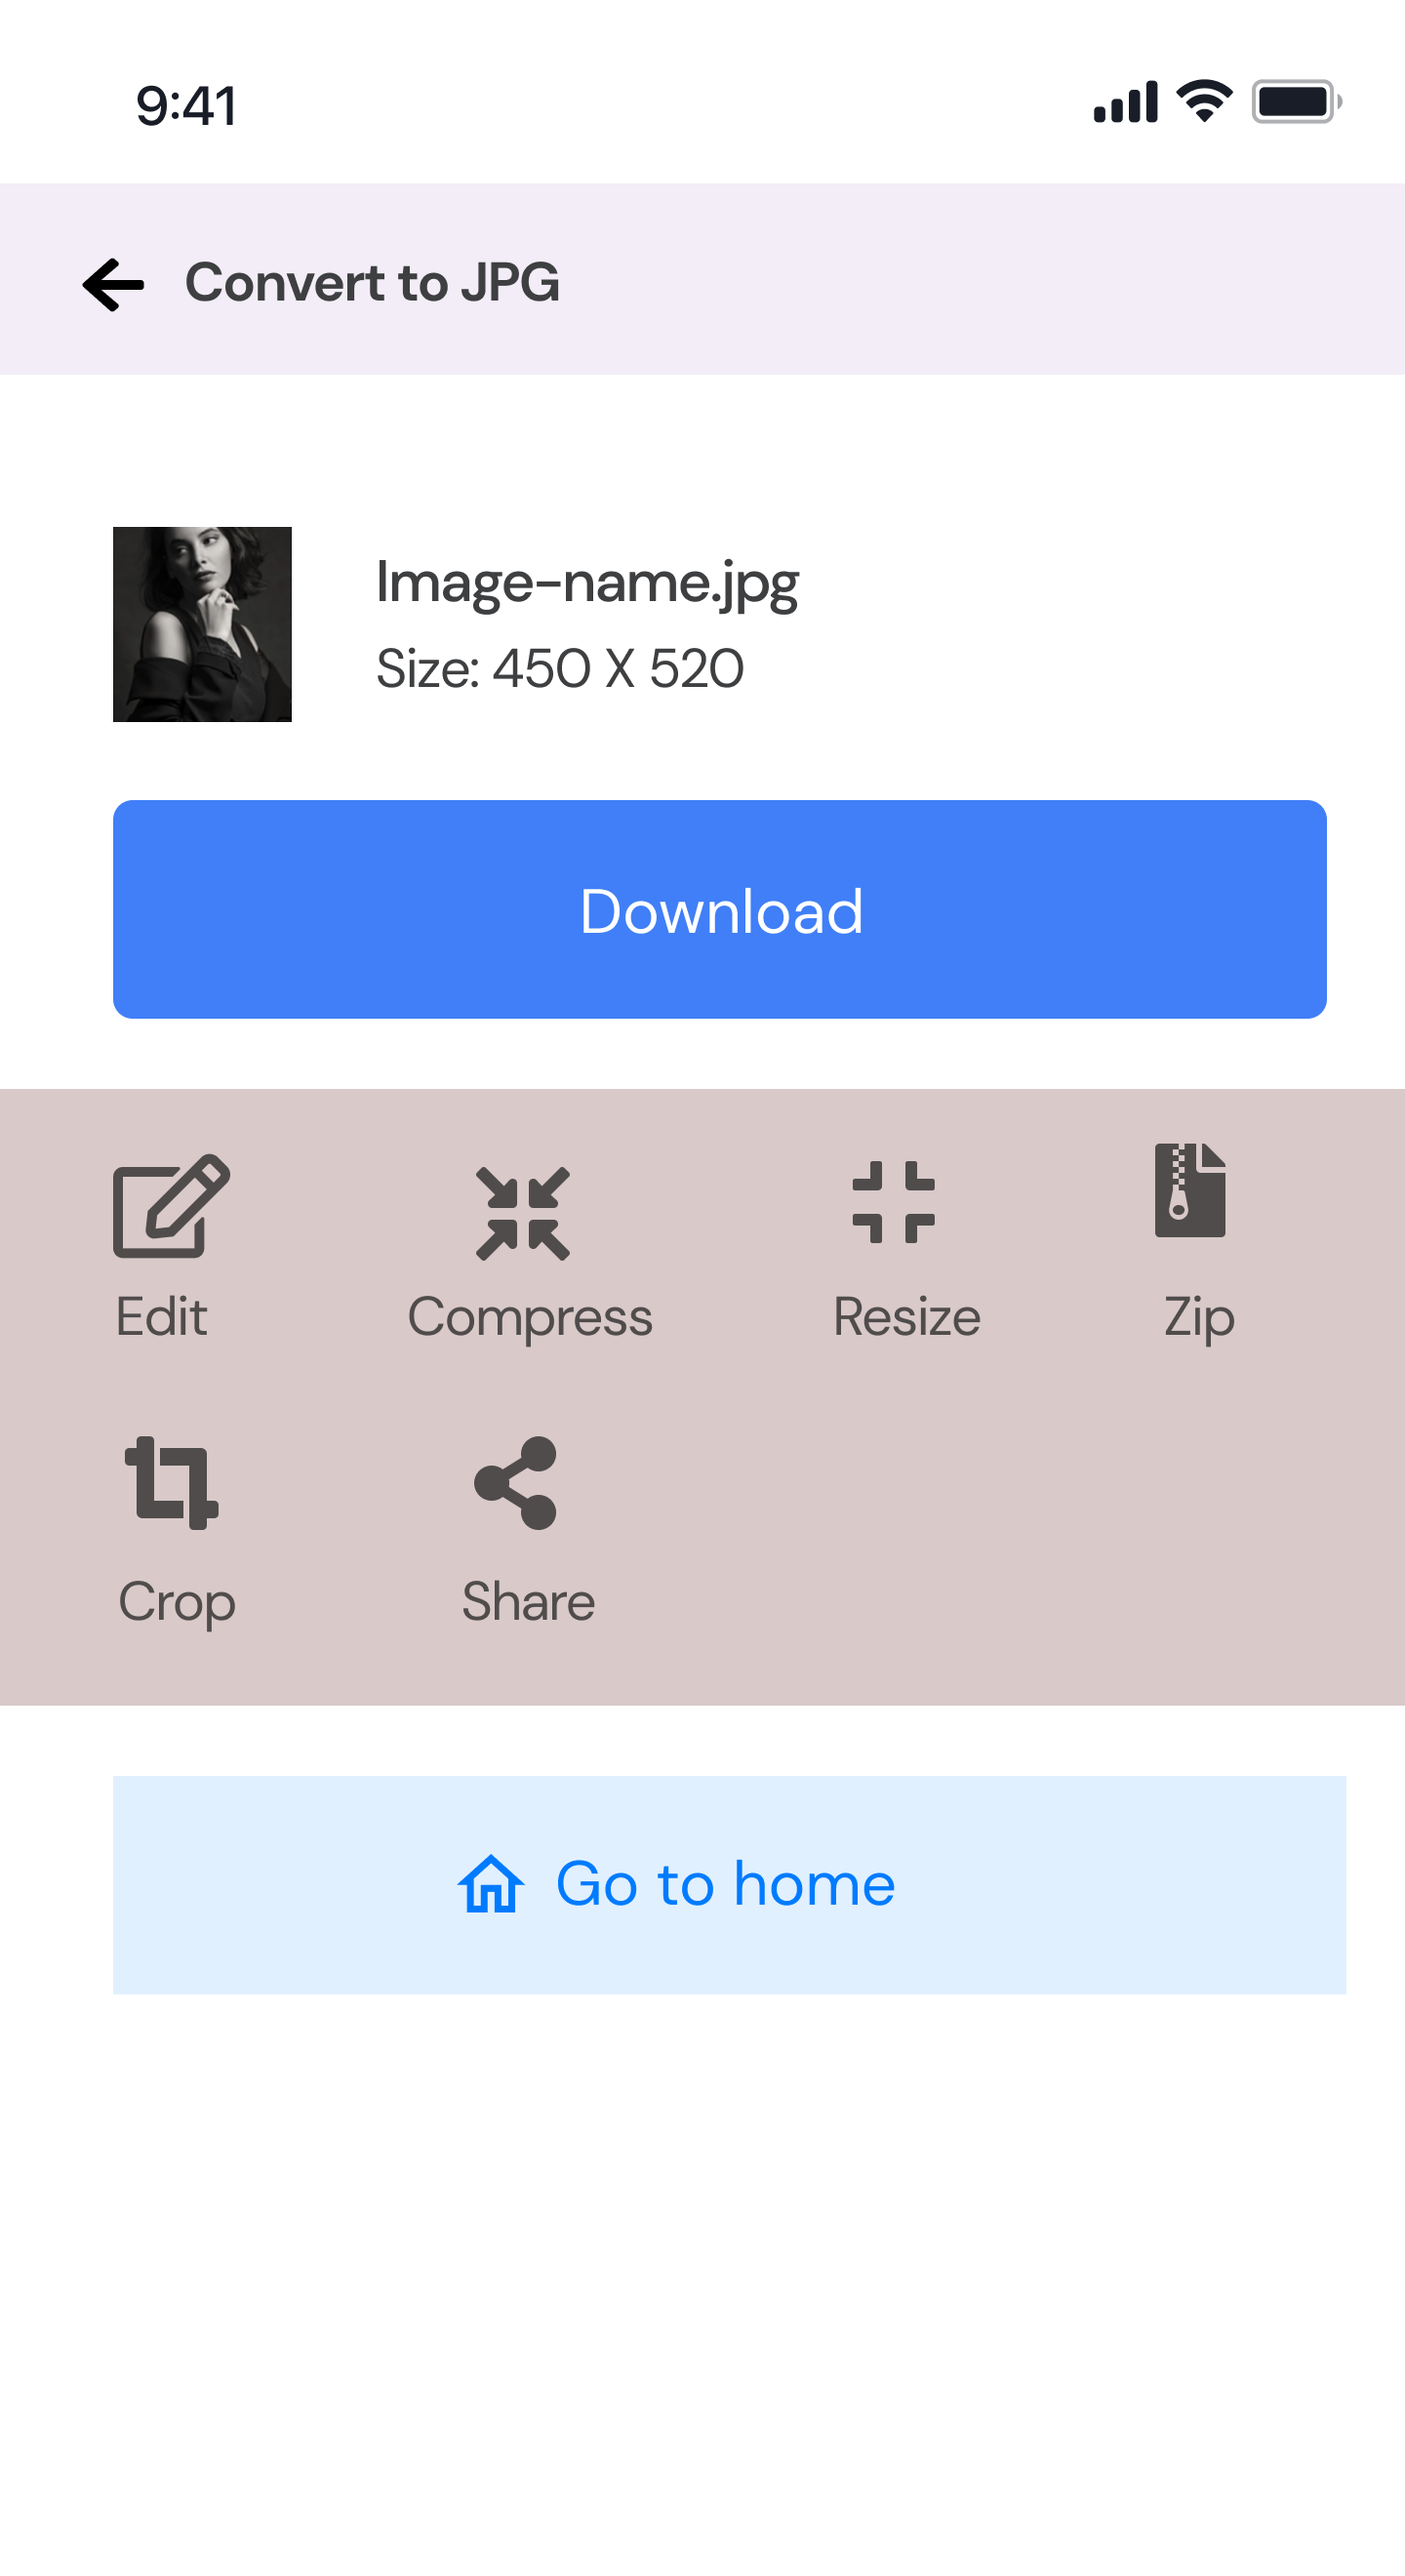 9:41
Convert to JPG
Image-name.jpg
Size: 450 X 520
Download
Edit Compress Resize Zip
Crop Share
Go to home